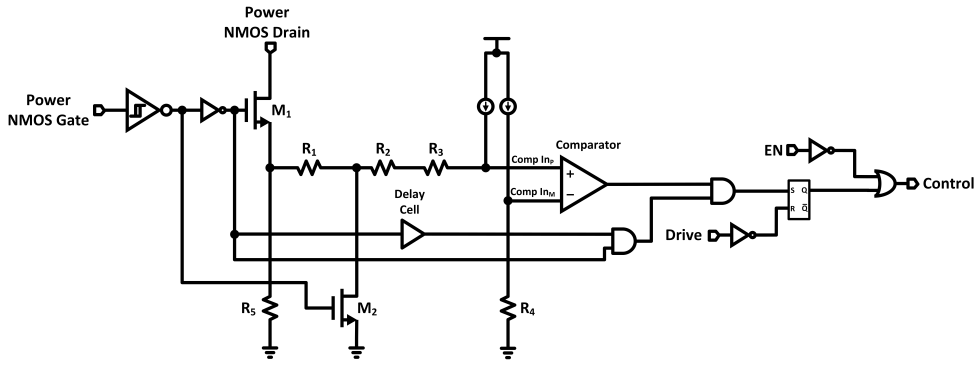 Power
NMOS Drain
Power
NMOS Gate
M1
R1
R2
R3
Comp InP
Comparator
+
Comp InM
−
EN
Delay
Cell
S Q
R Q̅
Control
Drive
R5
M2
R4